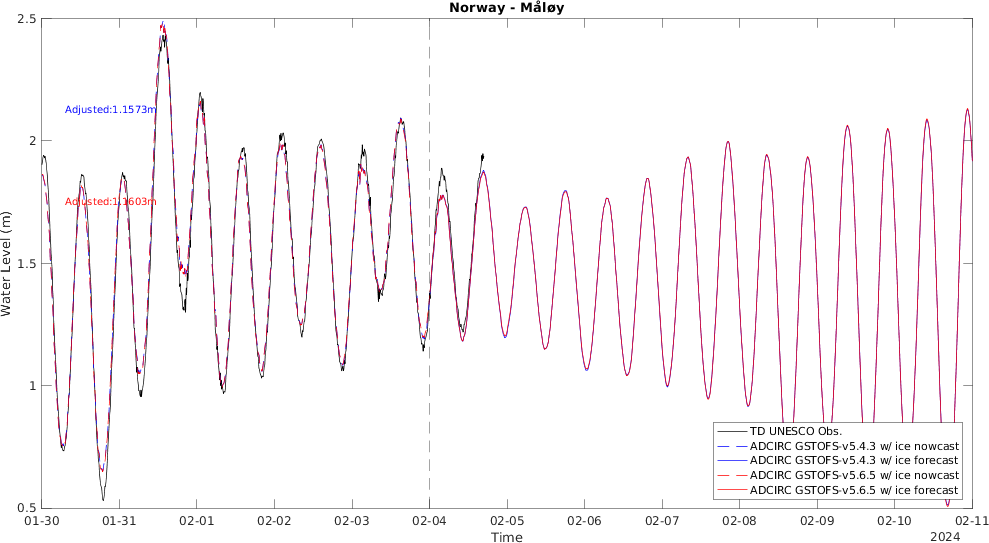 Norway - Måløy
2.5
2
1.5
1
0.5
Water Level (m)
Adjusted:1.1573m
Adjusted:1.1603m
TD UNESCO Obs.
ADCIRC GSTOFS-v5.4.3 w/ ice nowcast
ADCIRC GSTOFS-v5.4.3 w/ ice forecast
ADCIRC GSTOFS-v5.6.5 w/ ice nowcast
ADCIRC GSTOFS-v5.6.5 w/ ice forecast
01-30 01-31 02-01 02-02 02-03 02-04 02-05 02-06 02-07 02-08 02-09 02-10 02-11
Time
2024